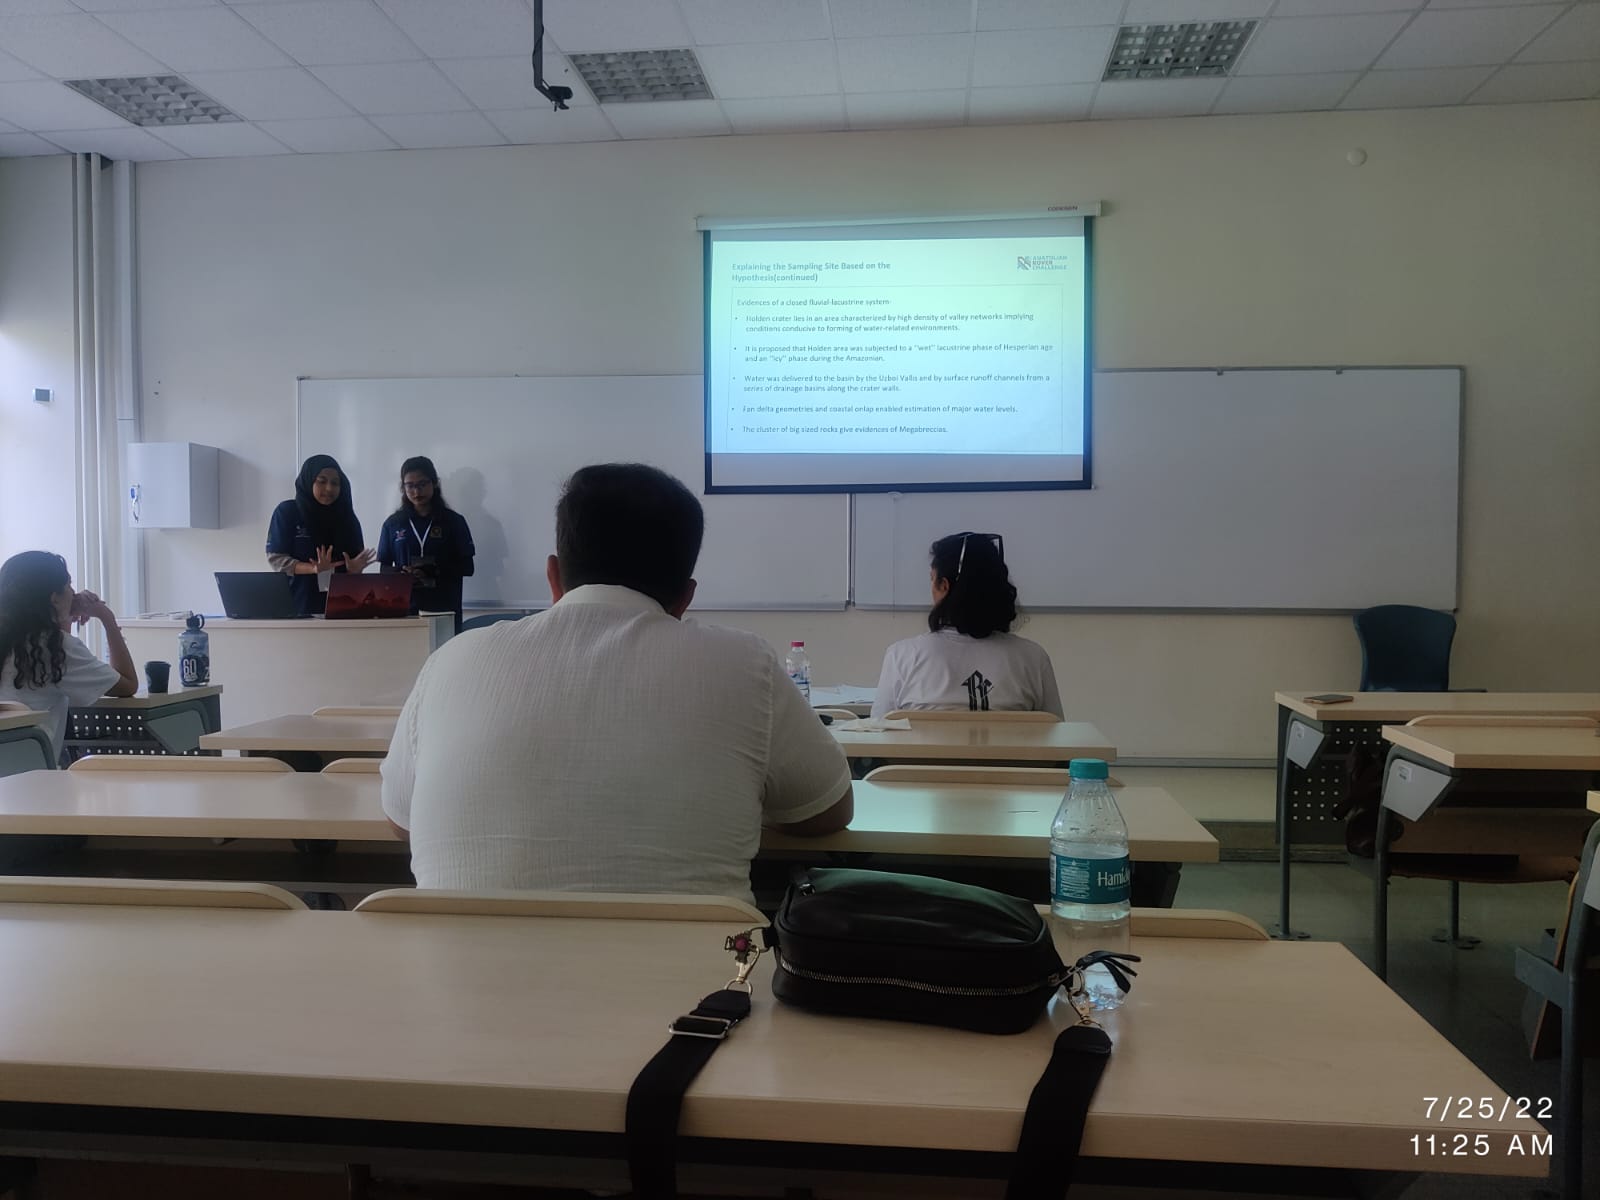 CODEGEN
Explaining the Sampling Site Based on the
Hypothesis(continued)
ANATOLIAN
ROVER
CHALLENGE
Evidences of a closed fluvial-lacustrine system-
• Holden crater lies in an area characterized by high density of valley networks implying
conditions conducive to forming of water-related environments.
• It is proposed that Holden area was subjected to a "wet" lacustrine phase of Hesperian age
and an "icy" phase during the Amazonian.
• Water was delivered to the basin by the Uzboi Vallis and by surface runoff channels from a
series of drainage basins along the crater walls.
• Fan delta geometries and coastal onlap enabled estimation of major water levels.
• The cluster of big sized rocks give evidences of Megabreccias.
60
7/25/22
11:25 AM